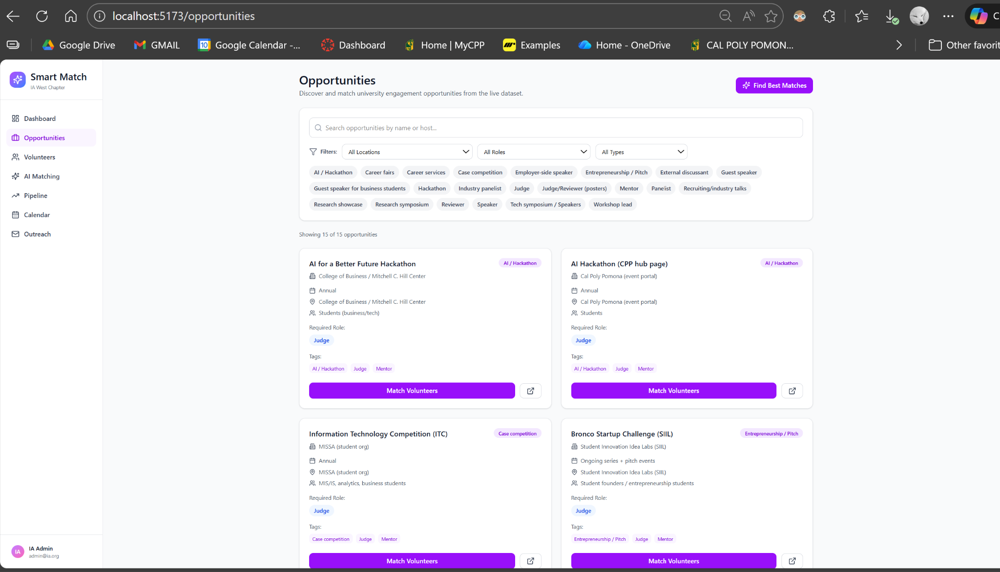 localhost:5173/opportunities
Google Drive
GMAIL
10
Google Calendar -...
Dashboard
Home | MyCPP
Examples
Home - OneDrive
CAL POLY POMON...
Other favorit
Smart Match
IA West Chapter
Dashboard
Opportunities
Volunteers
AI Matching
Pipeline
Calendar
Outreach
IA
IA Admin
admin@ia.org
Opportunities
Discover and match university engagement opportunities from the live dataset.
Find Best Matches
Search opportunities by name or host...
Filters: All Locations All Roles All Types
AI / Hackathon Career fairs Career services Case competition Employer-side speaker Entrepreneurship / Pitch External discussant Guest speaker
Guest speaker for business students Hackathon Industry panelist Judge Judge/Reviewer (posters) Mentor Panelist Recruiting/industry talks
Research showcase Research symposium Reviewer Speaker Tech symposium / Speakers Workshop lead
Showing 15 of 15 opportunities
AI for a Better Future Hackathon AI / Hackathon
College of Business / Mitchell C. Hill Center
Annual
College of Business / Mitchell C. Hill Center
Students (business/tech)
Required Role:
Judge
Tags:
AI / Hackathon Judge Mentor
Match Volunteers
AI Hackathon (CPP hub page) AI / Hackathon
Cal Poly Pomona (event portal)
Annual
Cal Poly Pomona (event portal)
Students
Required Role:
Judge
Tags:
AI / Hackathon Judge Mentor
Match Volunteers
Information Technology Competition (ITC) Case competition
MISSA (student org)
Annual
MISSA (student org)
MIS/IS, analytics, business students
Required Role:
Judge
Tags:
Case competition Judge Mentor
Match Volunteers
Bronco Startup Challenge (SIIL) Entrepreneurship / Pitch
Student Innovation Idea Labs (SIIL)
Ongoing series + pitch events
Student Innovation Idea Labs (SIIL)
Student founders / entrepreneurship students
Required Role:
Judge
Tags:
Entrepreneurship / Pitch Judge Mentor
Match Volunteers